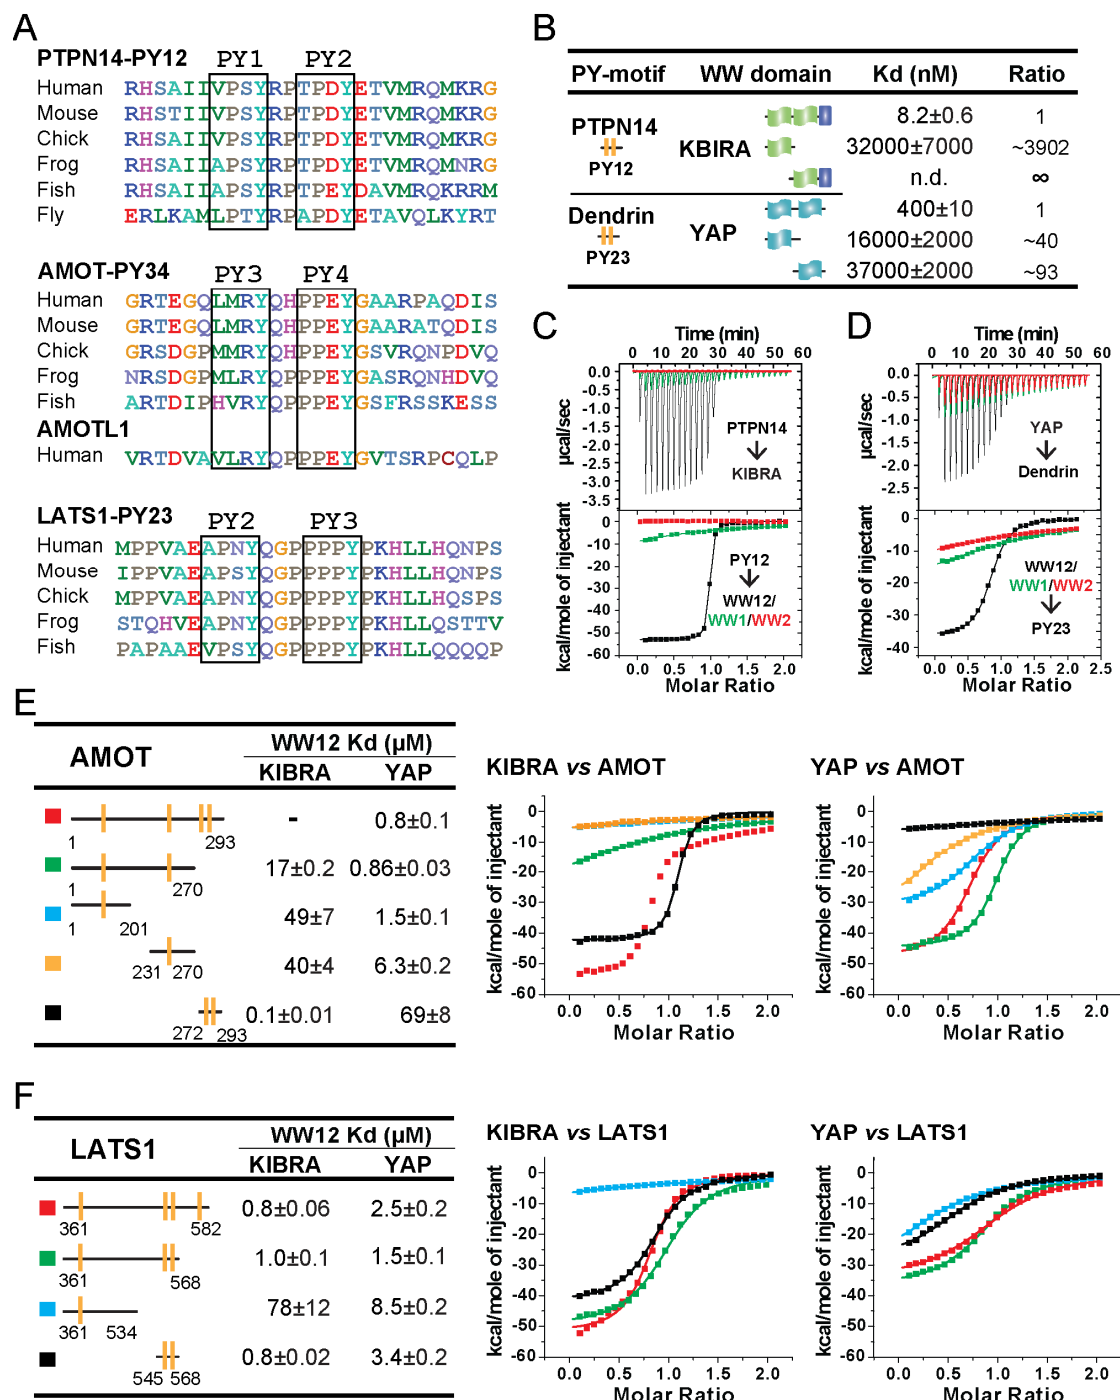 A
PTPN14-PY12 PY1 PY2
Human RHSAIIVPSYRPTPDYETVMRQMKRG
Mouse RHSTIIVPSYRPTPDYETVMRQMKRG
Chick RHSAIIVPSYRPTPDYETVMRQMKRG
Frog RHSAIIAPSYRPTPDYETVMRQMNRG
Fish RHSAIIAPSYRPTPEYDAVMRQKRRM
Fly ERLKAMLPTYRPAPDYETAVQLKYRT
AMOT-PY34 PY3 PY4
Human GRTEGQLMRYQHPPEYGAARPAQDIS
Mouse GRTEGQLMRYQHPPEYGAARATQDIS
Chick GRSDGPMMRYQHPPEYGSVRQNPDVQ
Frog NRSDGPMLRYQPPPEYGASRQNHDVQ
Fish ARTDIPHVRYQPPPEYGSFRSSKESS
AMOTL1
Human VRTDVAVLRYQPPPEYGVTSRPCQLP
LATS1-PY23 PY2 PY3
Human MPPVAEAPNYQGPPPPYPKHLLHQNPS
Mouse IPPVAEAPSYQGPPPPYPKHLLHQNPS
Chick MPPVAEAPNYQGPPPPYPKHLLHQSPS
Frog STQHVEAPNYQGPPPPYPKHLLQSTTV
Fish PAPAAEVPSYQGPPPPYPKHLLQQQQP
B
PY-motif WW domain Kd (nM) Ratio
PTPN14
PY12
KBIRA
8.2±0.6 1
32000±7000 ~3902
n.d. ∞
Dendrin
PY23
YAP
400±10 1
16000±2000 ~40
37000±2000 ~93
C
Time (min)
0 10 20 30 40 50 60
0.0
-0.5
-1.0
-1.5
-2.0
-2.5
-3.0
-3.5
µcal/sec
PTPN14
KIBRA
0
-10
-20
-30
-40
-50
-60
kcal/mole of injectant
PY12
WW12/
WW1/WW2
0.0 0.5 1.0 1.5 2.0
Molar Ratio
D
Time (min)
0 10 20 30 40 50 60
0.0
-0.5
-1.0
-1.5
-2.0
-2.5
µcal/sec
YAP
Dendrin
0
-10
-20
-30
-40
kcal/mole of injectant
WW12/
WW1/WW2
PY23
0.0 0.5 1.0 1.5 2.0 2.5
Molar Ratio
E
AMOT
WW12 Kd (µM)
KIBRA YAP
1 293 - 0.8±0.1
1 270 17±0.2 0.86±0.03
1 201 49±7 1.5±0.1
231 270 40±4 6.3±0.2
272 293 0.1±0.01 69±8
KIBRA vs AMOT
0
-10
-20
-30
-40
-50
-60
kcal/mole of injectant
0.0 0.5 1.0 1.5 2.0
Molar Ratio
YAP vs AMOT
0
-10
-20
-30
-40
-50
-60
kcal/mole of injectant
0.0 0.5 1.0 1.5 2.0
Molar Ratio
F
LATS1
WW12 Kd (µM)
KIBRA YAP
361 582 0.8±0.06 2.5±0.2
361 568 1.0±0.1 1.5±0.1
361 534 78±12 8.5±0.2
545 568 0.8±0.02 3.4±0.2
KIBRA vs LATS1
0
-10
-20
-30
-40
-50
-60
kcal/mole of injectant
0.0 0.5 1.0 1.5 2.0
Molar Ratio
YAP vs LATS1
0
-10
-20
-30
-40
-50
-60
kcal/mole of injectant
0.0 0.5 1.0 1.5 2.0
Molar Ratio